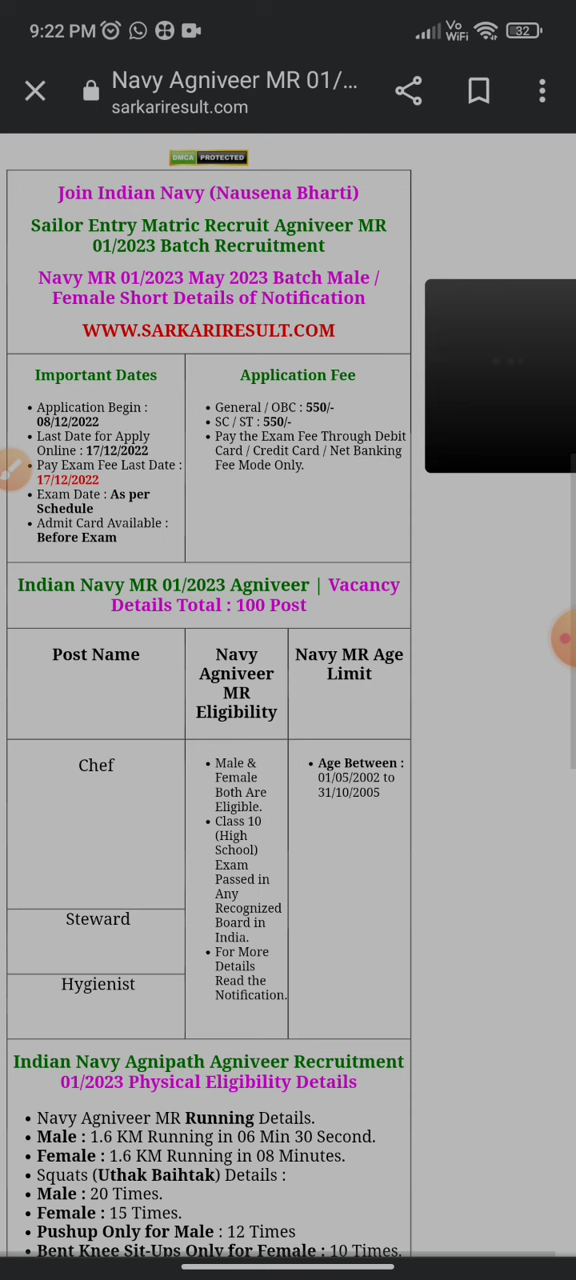 9:22 PM
Vo
WiFi
32
Navy Agniveer MR 01/...
sarkariresult.com
DMCA PROTECTED
Join Indian Navy (Nausena Bharti)
Sailor Entry Matric Recruit Agniveer MR
01/2023 Batch Recruitment
Navy MR 01/2023 May 2023 Batch Male /
Female Short Details of Notification
WWW.SARKARIRESULT.COM
Important Dates
• Application Begin :
08/12/2022
• Last Date for Apply
Online : 17/12/2022
• Pay Exam Fee Last Date :
17/12/2022
• Exam Date : As per
Schedule
• Admit Card Available :
Before Exam
Application Fee
• General / OBC : 550/-
• SC / ST : 550/-
• Pay the Exam Fee Through Debit
Card / Credit Card / Net Banking
Fee Mode Only.
Indian Navy MR 01/2023 Agniveer | Vacancy
Details Total : 100 Post
Post Name
Navy
Agniveer
MR
Eligibility
Navy MR Age
Limit
Chef
Steward
Hygienist
• Male &
Female
Both Are
Eligible.
• Class 10
(High
School)
Exam
Passed in
Any
Recognized
Board in
India.
• For More
Details
Read the
Notification.
• Age Between :
01/05/2002 to
31/10/2005
Indian Navy Agnipath Agniveer Recruitment
01/2023 Physical Eligibility Details
• Navy Agniveer MR Running Details.
• Male : 1.6 KM Running in 06 Min 30 Second.
• Female : 1.6 KM Running in 08 Minutes.
• Squats (Uthak Baihtak) Details :
• Male : 20 Times.
• Female : 15 Times.
• Pushup Only for Male : 12 Times
• Bent Knee Sit-Ups Only for Female : 10 Times.